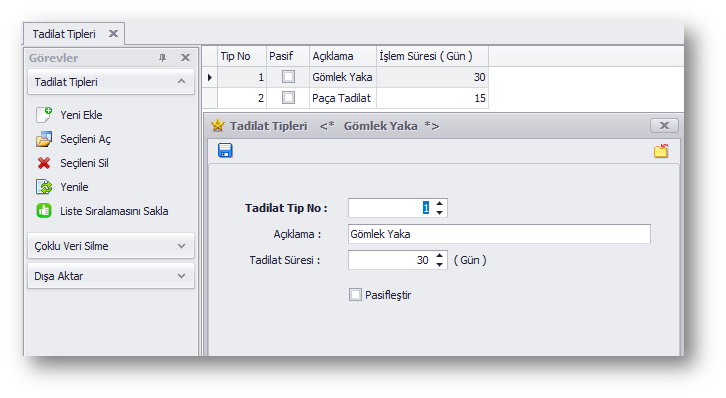 Tadilat Tipleri
Görevler
Tadilat Tipleri
Yeni Ekle
Seçileni Aç
Seçileni Sil
Yenile
Liste Sıralamasını Sakla
Çoklu Veri Silme
Dışa Aktar
Tip No Pasif Açıklama İşlem Süresi ( Gün )
1 Gömlek Yaka 30
2 Paça Tadilat 15
Tadilat Tipleri <* Gömlek Yaka *>
Tadilat Tip No : 1
Açıklama : Gömlek Yaka
Tadilat Süresi : 30 ( Gün )
Pasifleştir